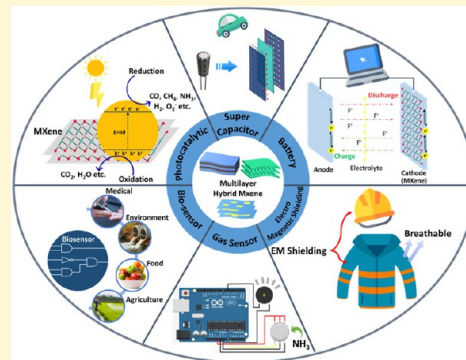 Reduction
CO, CH₄, NH₃,
H₂, O₂⁻ etc.
e⁻ e⁻ e⁻ e⁻
MXene
CO₂, H₂O etc.
Oxidation
Photocatalytic
Super
Capacitor
Battery
Discharge
F⁺
F⁺
F⁺
F⁺
Charge
Electrolyte
Anode
Cathode
(MXene)
Multilayer
Hybrid Mxene
Bio-sensor
Gas Sensor
Electro
Magnetic Shielding
Medical
Environment
Biosensor
Food
Agriculture
NH₃
EM Shielding
Breathable